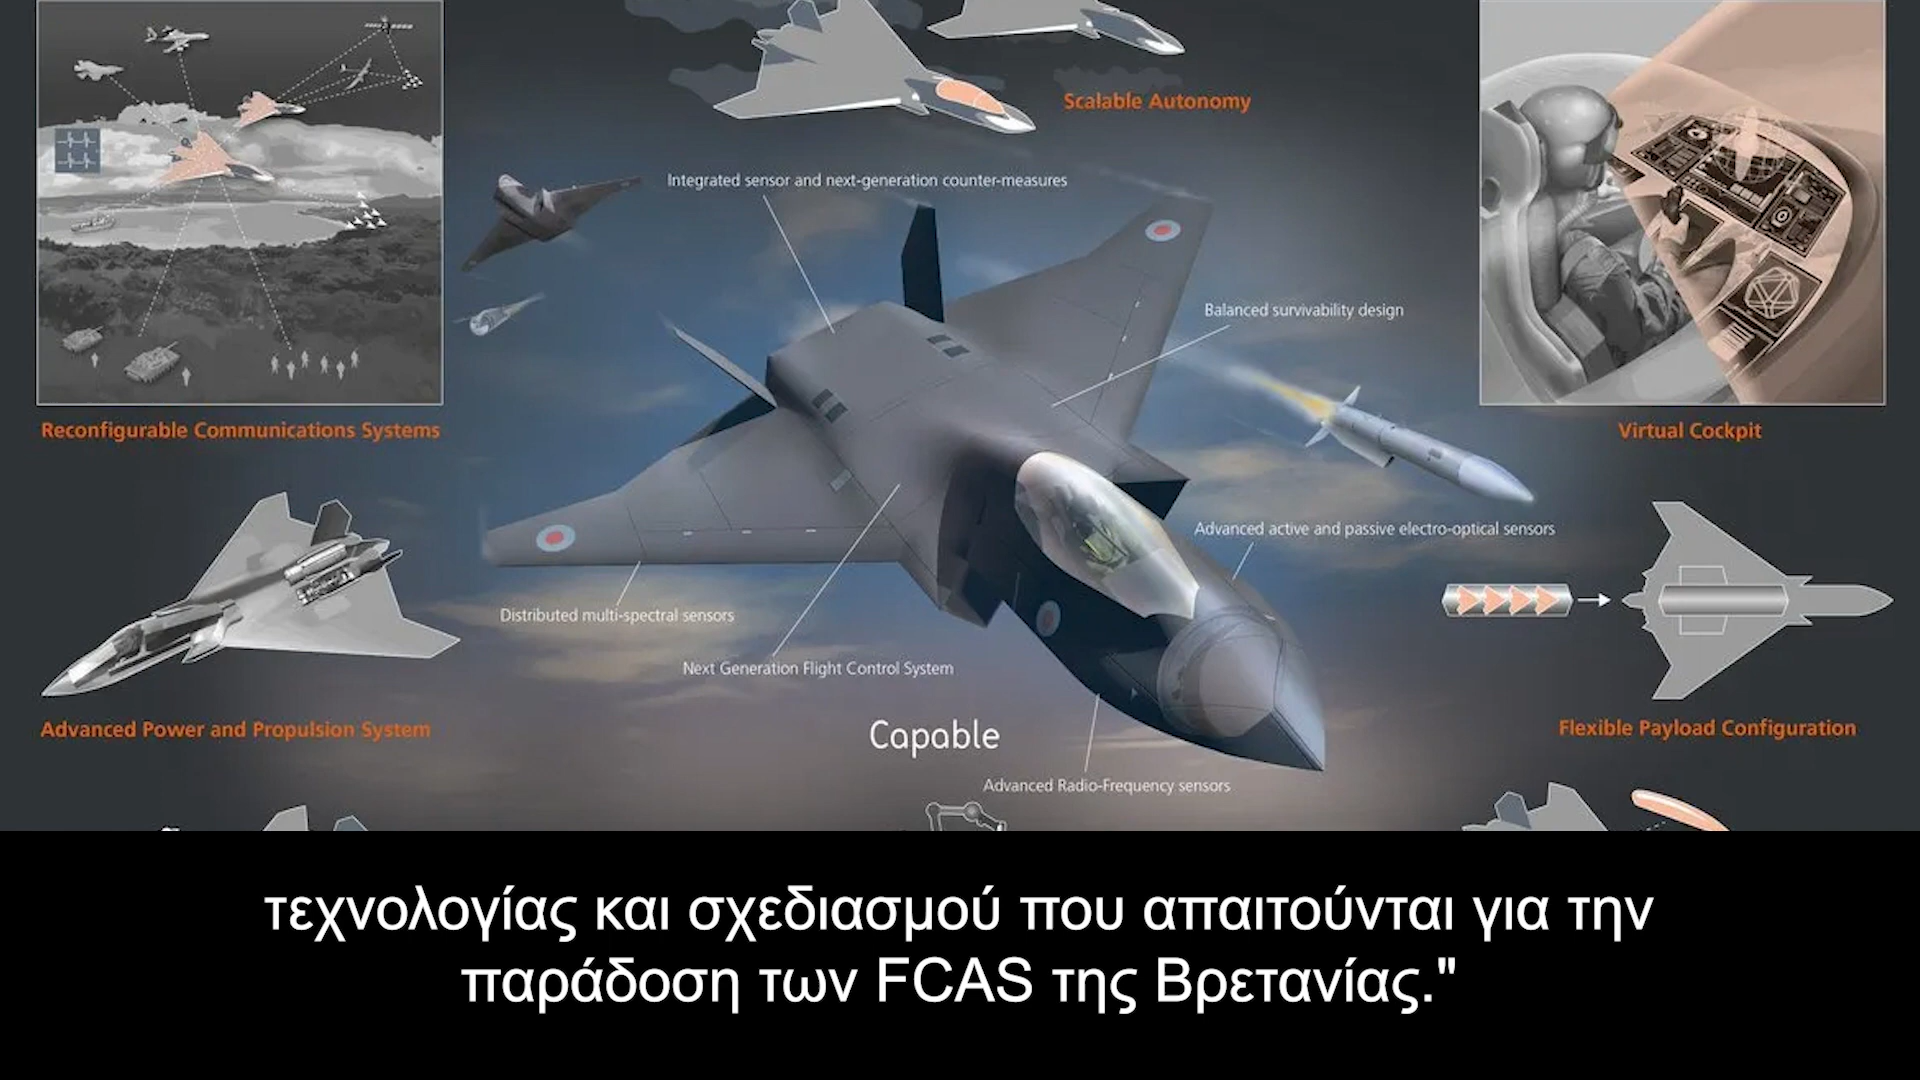 Scalable Autonomy
Integrated sensor and next-generation counter-measures
Balanced survivability design
Reconfigurable Communications Systems
Virtual Cockpit
Advanced active and passive electro-optical sensors
Distributed multi-spectral sensors
Next Generation Flight Control System
Advanced Power and Propulsion System
Capable
Flexible Payload Configuration
Advanced Radio-Frequency sensors
τεχνολογίας και σχεδιασμού που απαιτούνται για την
παράδοση των FCAS της Βρετανίας."